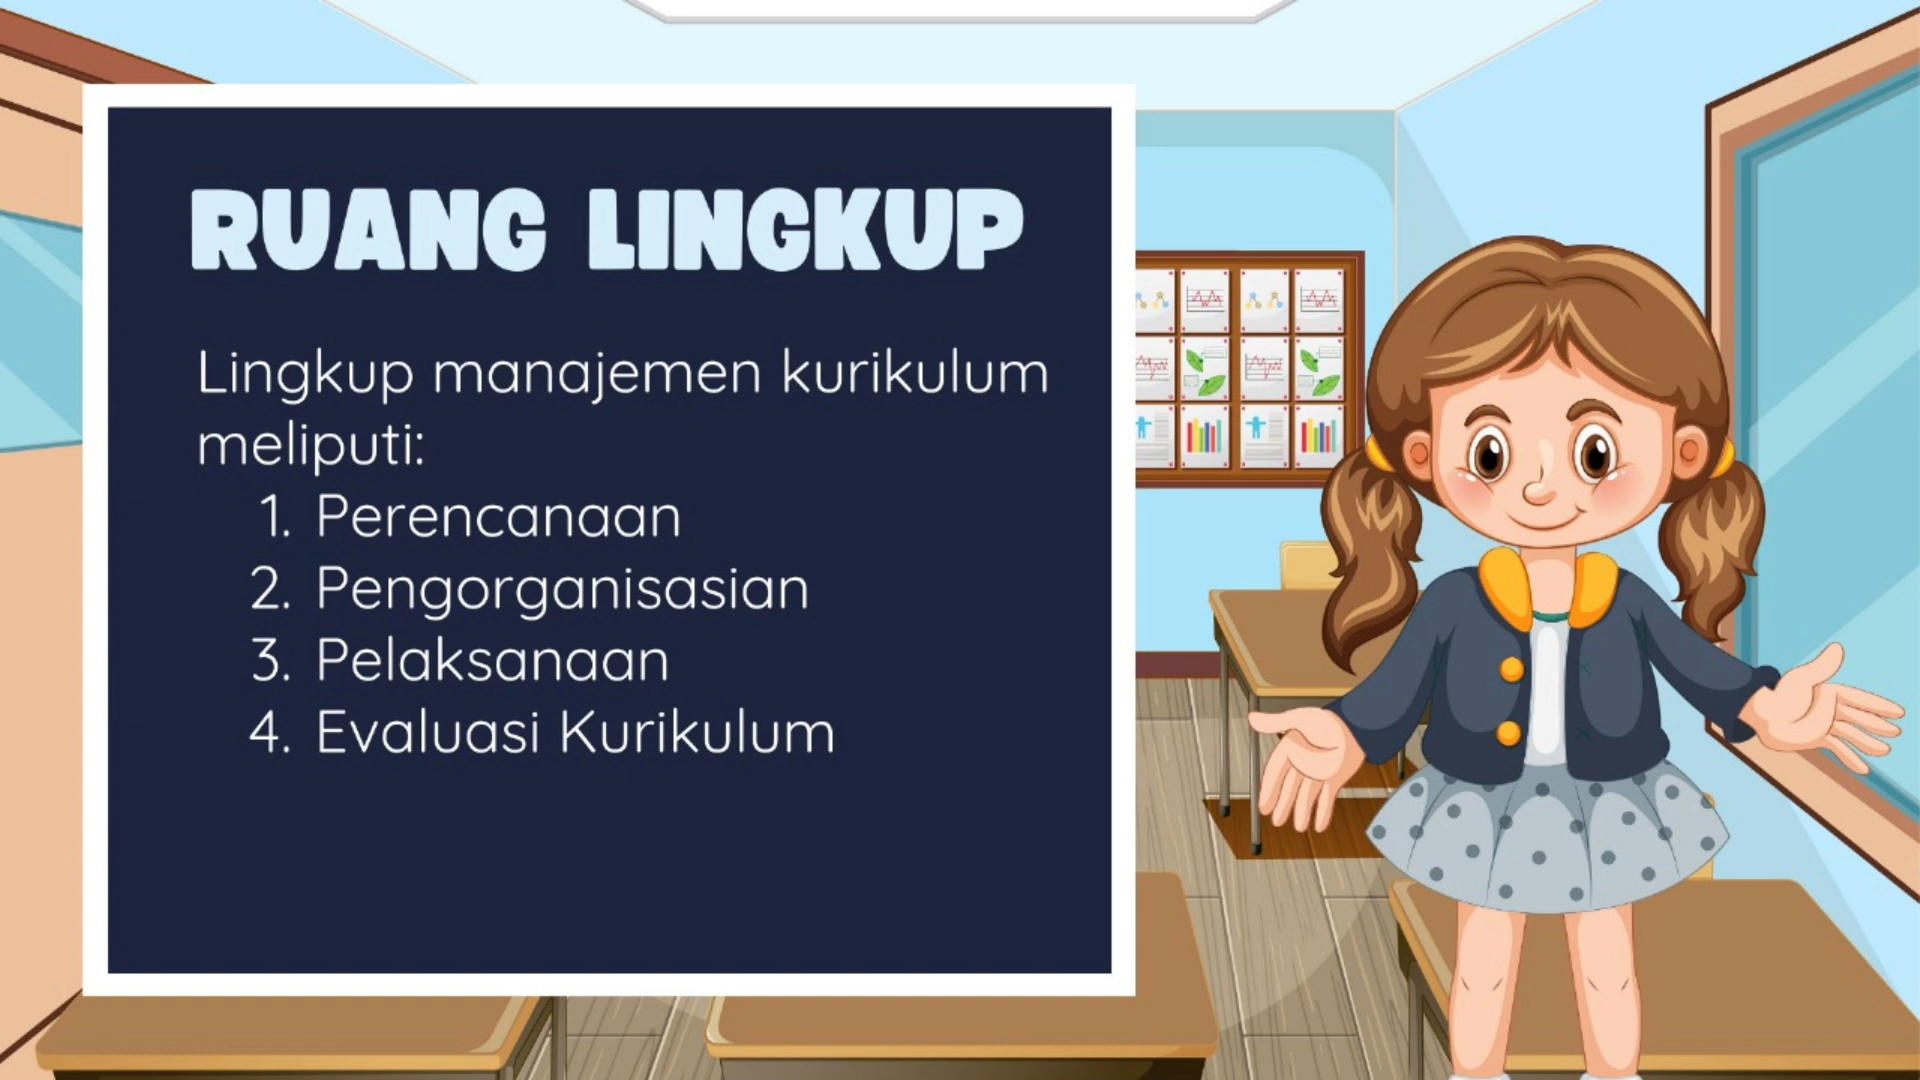 RUANG LINGKUP
Lingkup manajemen kurikulum
meliputi:
1. Perencanaan
2. Pengorganisasian
3. Pelaksanaan
4. Evaluasi Kurikulum